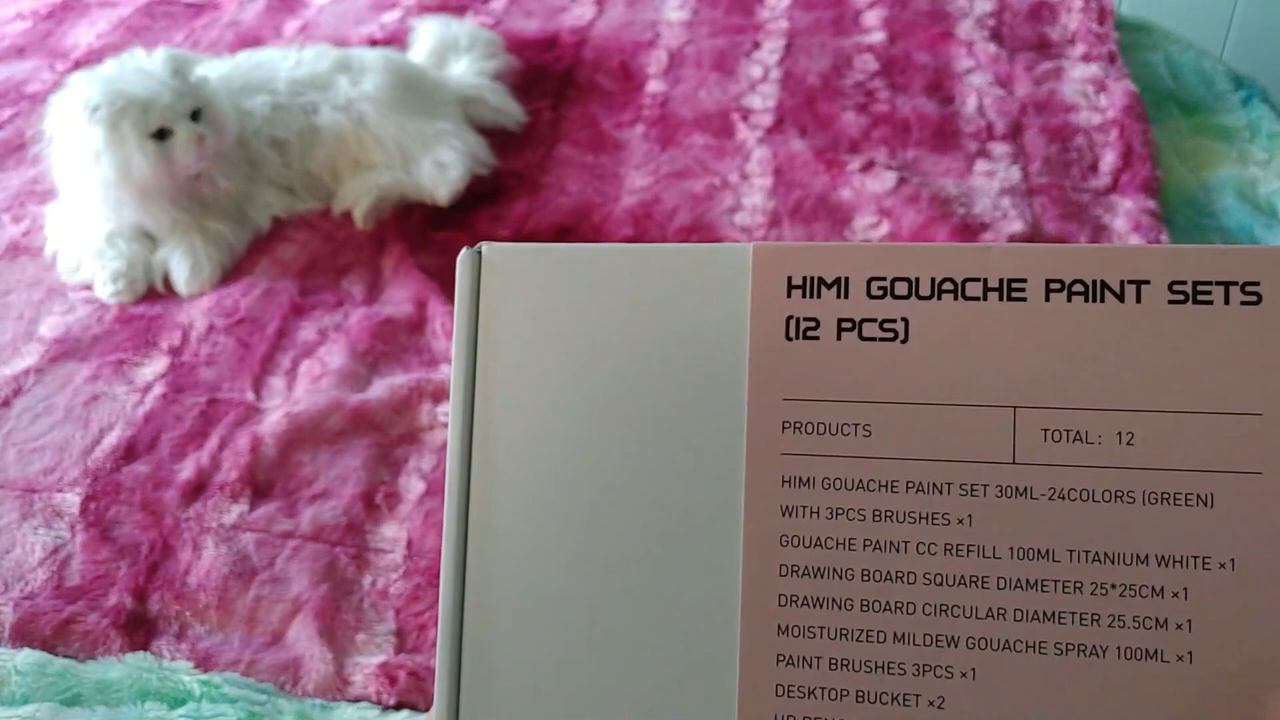 HIMI GOUACHE PAINT SETS
(12 PCS)
PRODUCTS
TOTAL: 12
HIMI GOUACHE PAINT SET 30ML-24COLORS (GREEN)
WITH 3PCS BRUSHES ×1
GOUACHE PAINT CC REFILL 100ML TITANIUM WHITE ×1
DRAWING BOARD SQUARE DIAMETER 25*25CM ×1
DRAWING BOARD CIRCULAR DIAMETER 25.5CM ×1
MOISTURIZED MILDEW GOUACHE SPRAY 100ML ×1
PAINT BRUSHES 3PCS ×1
DESKTOP BUCKET ×2